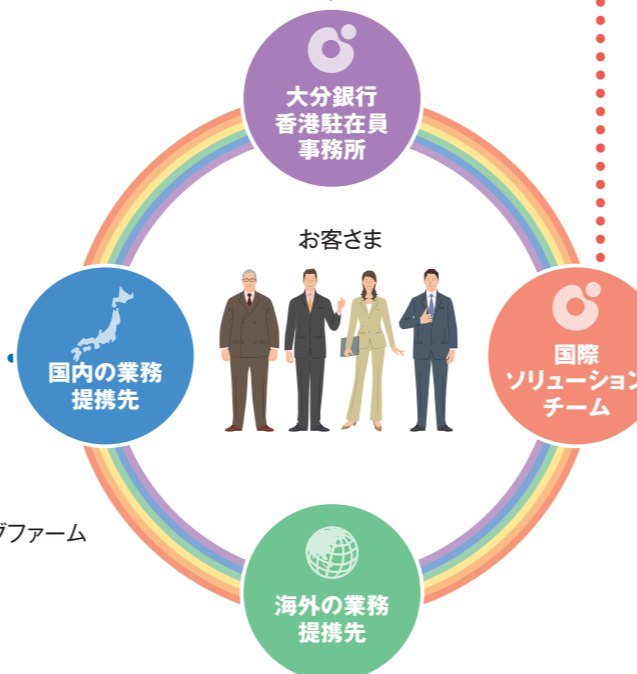 大分銀行
香港駐在員
事務所
お客さま
国内の業務
提携先
国際
ソリューション
チーム
グファーム
海外の業務
提携先